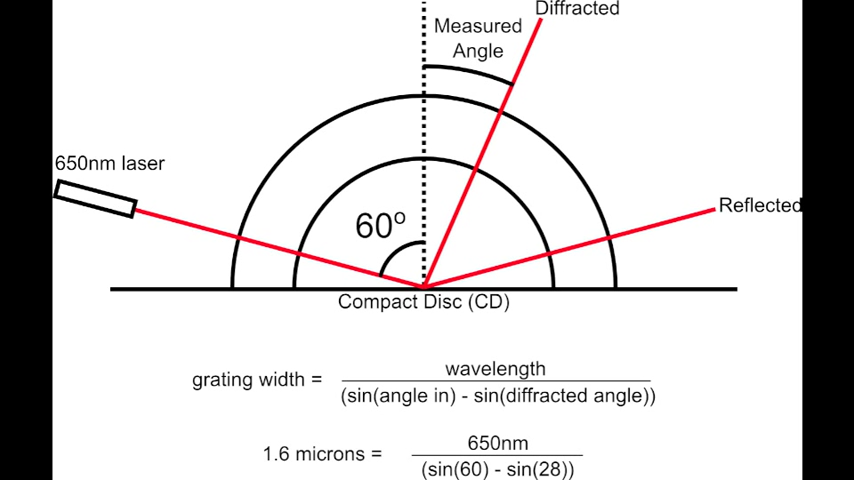 Diffracted
Measured
Angle
650nm laser
Reflected
60º
Compact Disc (CD)
grating width = wavelength
(sin(angle in) - sin(diffracted angle))
1.6 microns = 650nm
(sin(60) - sin(28))